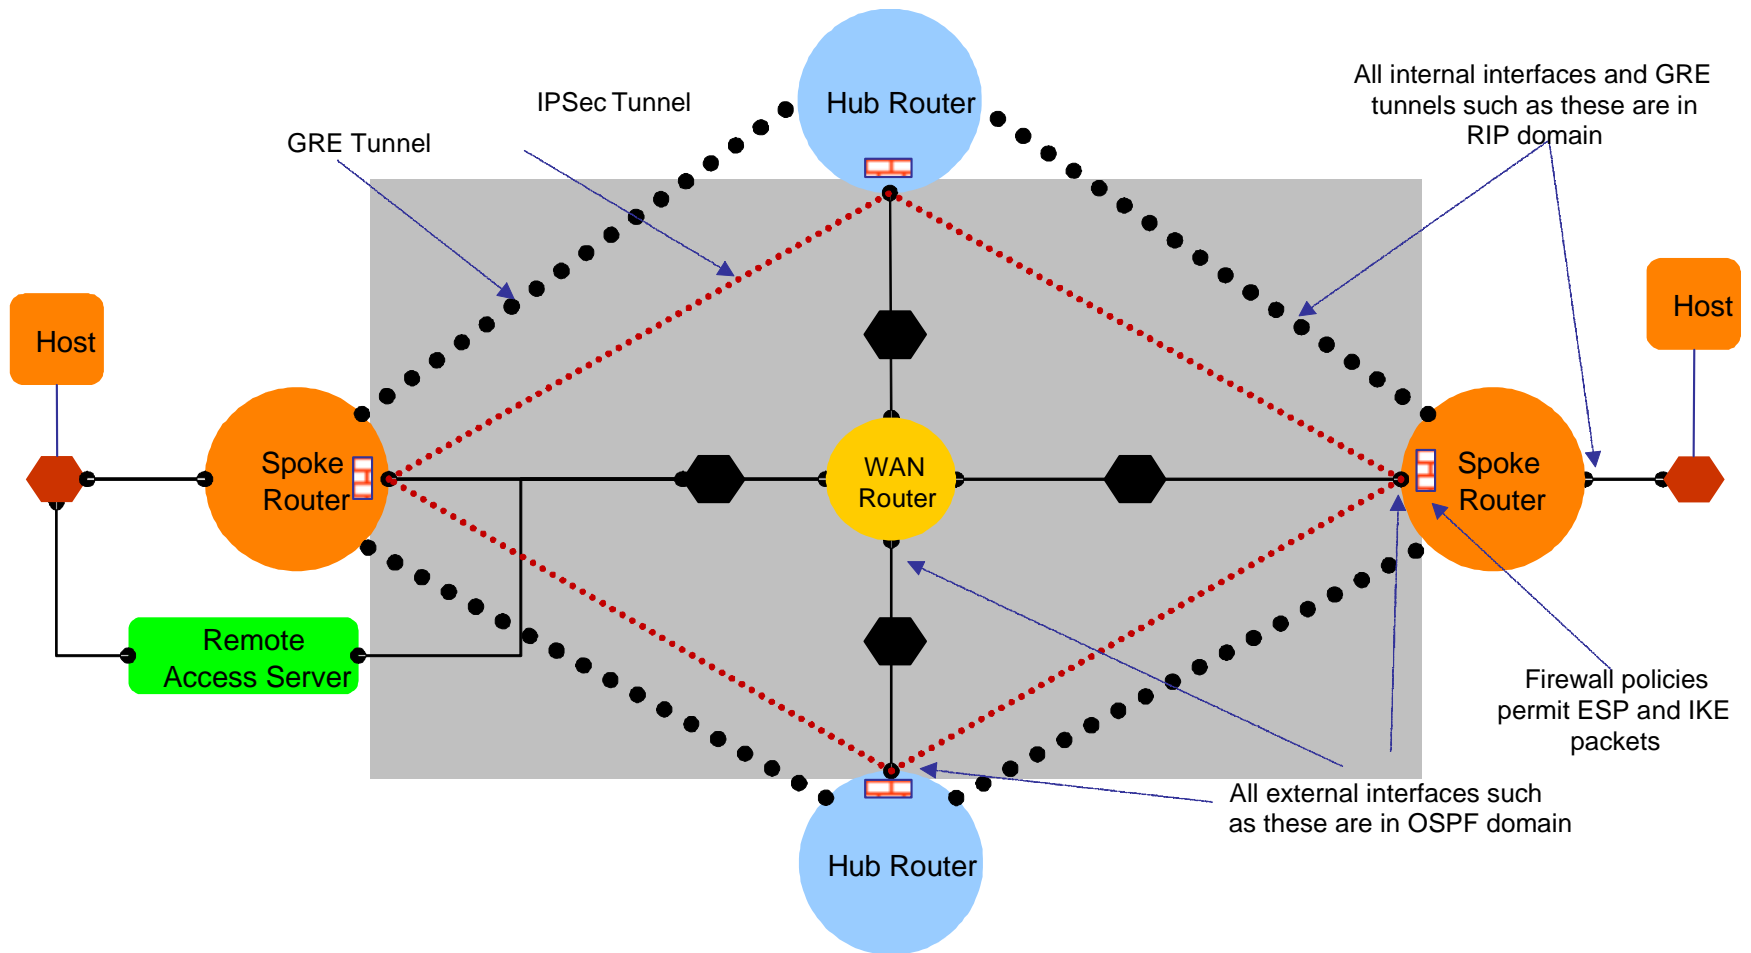 Hub Router
IPSec Tunnel
GRE Tunnel
All internal interfaces and GRE
tunnels such as these are in
RIP domain
Host
Host
Spoke
Router
WAN
Router
Spoke
Router
Remote
Access Server
Firewall policies
permit ESP and IKE
packets
All external interfaces such
as these are in OSPF domain
Hub Router